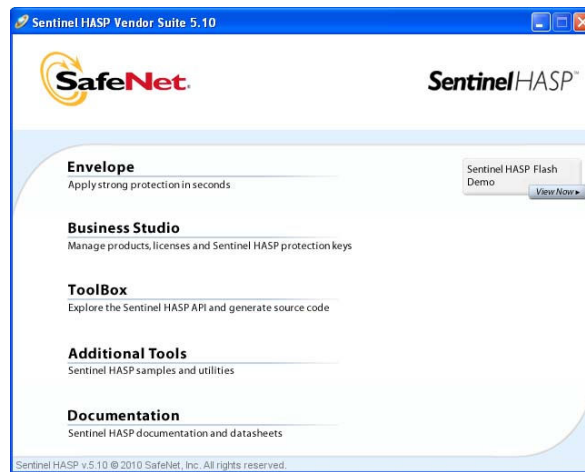 Sentinel HASP Vendor Suite 5.10
SafeNet.
Sentinel HASP™
Envelope
Apply strong protection in seconds
Sentinel HASP Flash
Demo
View Now
Business Studio
Manage products, licenses and Sentinel HASP protection keys
ToolBox
Explore the Sentinel HASP API and generate source code
Additional Tools
Sentinel HASP samples and utilities
Documentation
Sentinel HASP documentation and datasheets
Sentinel HASP v.5.10 © 2010 SafeNet, Inc. All rights reserved.